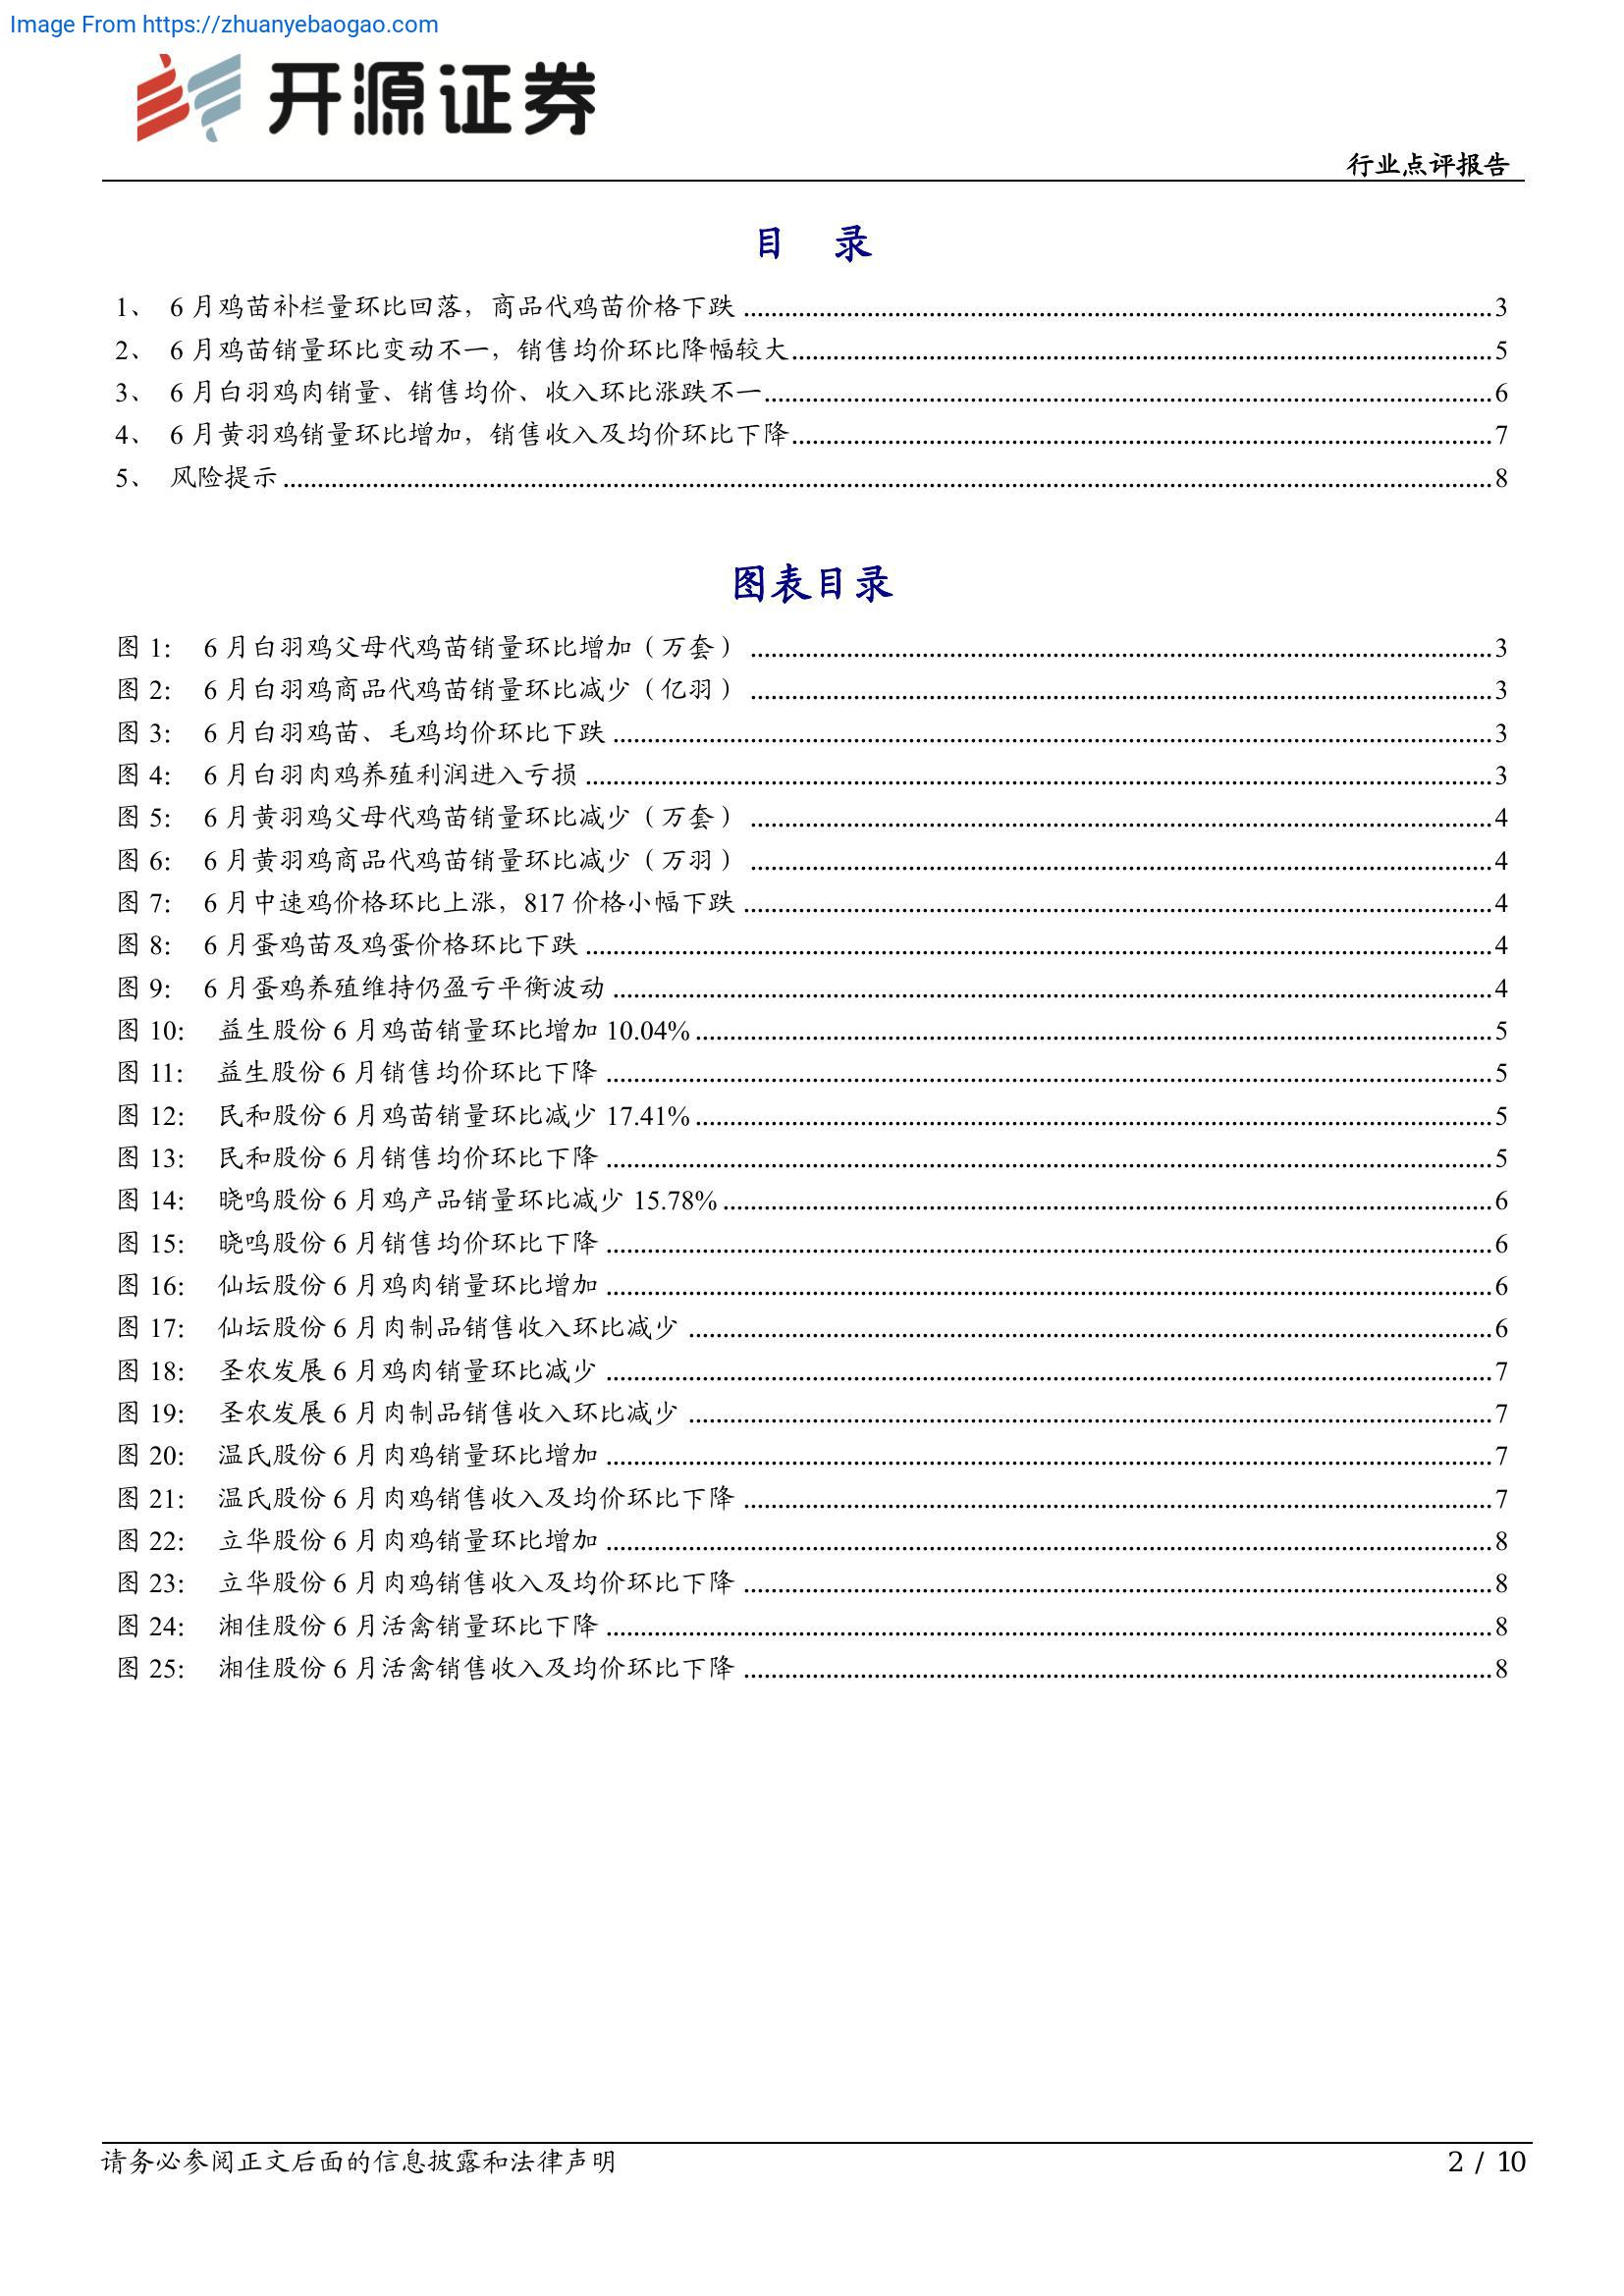 Image From https://zhuanyebaogao.com
开源证券
行业点评报告
目 录
1、 6 月鸡苗补栏量环比回落，商品代鸡苗价格下跌 ........ 3
2、 6 月鸡苗销量环比变动不一，销售均价环比降幅较大 ........ 5
3、 6 月白羽鸡肉销量、销售均价、收入环比涨跌不一 ........ 6
4、 6 月黄羽鸡销量环比增加，销售收入及均价环比下降 ........ 7
5、 风险提示 ........ 8
图表目录
图 1： 6 月白羽鸡父母代鸡苗销量环比增加（万套） ........ 3
图 2： 6 月白羽鸡商品代鸡苗销量环比减少（亿羽） ........ 3
图 3： 6 月白羽鸡苗、毛鸡均价环比下跌 ........ 3
图 4： 6 月白羽肉鸡养殖利润进入亏损 ........ 3
图 5： 6 月黄羽鸡父母代鸡苗销量环比减少（万套） ........ 4
图 6： 6 月黄羽鸡商品代鸡苗销量环比减少（万羽） ........ 4
图 7： 6 月中速鸡价格环比上涨，817 价格小幅下跌 ........ 4
图 8： 6 月蛋鸡苗及鸡蛋价格环比下跌 ........ 4
图 9： 6 月蛋鸡养殖维持仍盈亏平衡波动 ........ 4
图 10： 益生股份 6 月鸡苗销量环比增加 10.04% ........ 5
图 11： 益生股份 6 月销售均价环比下降 ........ 5
图 12： 民和股份 6 月鸡苗销量环比减少 17.41% ........ 5
图 13： 民和股份 6 月销售均价环比下降 ........ 5
图 14： 晓鸣股份 6 月鸡产品销量环比减少 15.78% ........ 6
图 15： 晓鸣股份 6 月销售均价环比下降 ........ 6
图 16： 仙坛股份 6 月鸡肉销量环比增加 ........ 6
图 17： 仙坛股份 6 月肉制品销售收入环比减少 ........ 6
图 18： 圣农发展 6 月鸡肉销量环比减少 ........ 7
图 19： 圣农发展 6 月肉制品销售收入环比减少 ........ 7
图 20： 温氏股份 6 月肉鸡销量环比增加 ........ 7
图 21： 温氏股份 6 月肉鸡销售收入及均价环比下降 ........ 7
图 22： 立华股份 6 月肉鸡销量环比增加 ........ 8
图 23： 立华股份 6 月肉鸡销售收入及均价环比下降 ........ 8
图 24： 湘佳股份 6 月活禽销量环比下降 ........ 8
图 25： 湘佳股份 6 月活禽销售收入及均价环比下降 ........ 8
请务必参阅正文后面的信息披露和法律声明
2 / 10